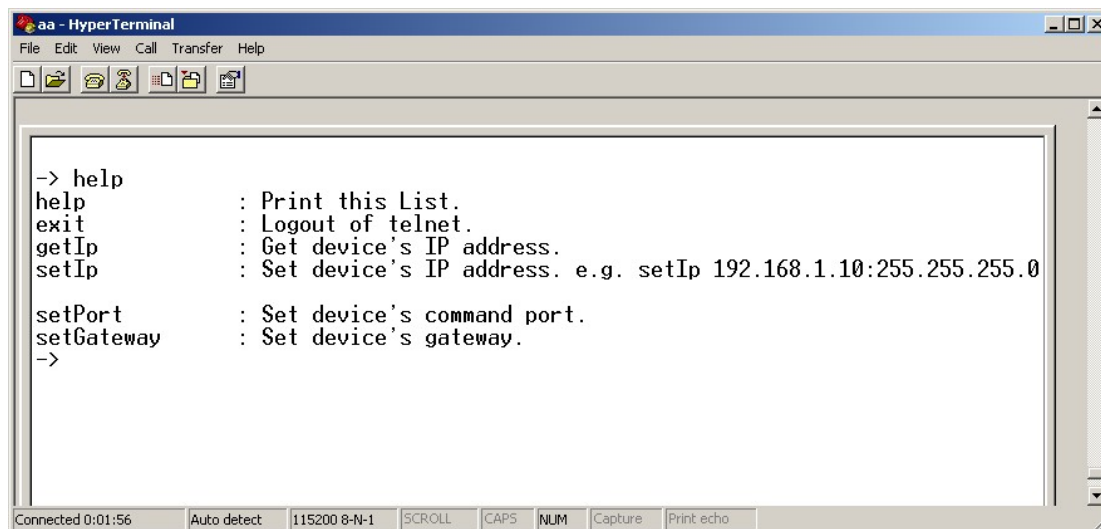 aa - HyperTerminal
File Edit View Call Transfer Help
-> help
help : Print this List.
exit : Logout of telnet.
getIp : Get device's IP address.
setIp : Set device's IP address. e.g. setIp 192.168.1.10:255.255.255.0
setPort : Set device's command port.
setGateway : Set device's gateway.
->
Connected 0:01:56 Auto detect 115200 8-N-1 SCROLL CAPS NUM Capture Print echo